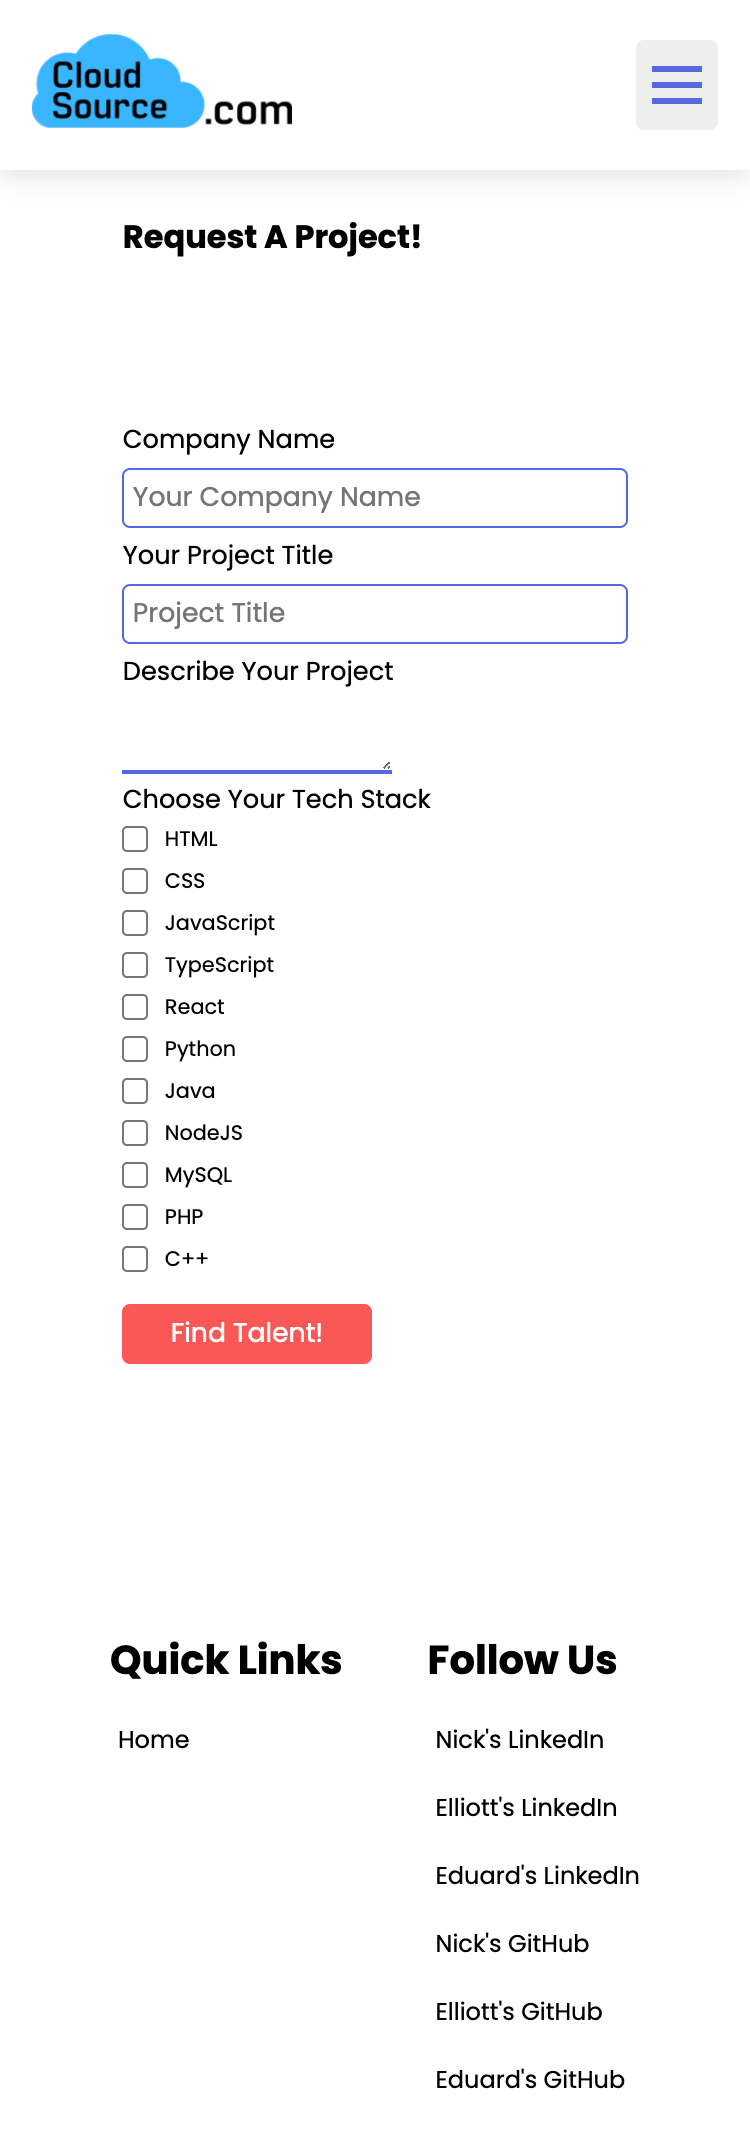 Cloud
Source.com
Request A Project!
Company Name
Your Company Name
Your Project Title
Project Title
Describe Your Project
Choose Your Tech Stack
HTML
CSS
JavaScript
TypeScript
React
Python
Java
NodeJS
MySQL
PHP
C++
Find Talent!
Quick Links
Home
Follow Us
Nick's LinkedIn
Elliott's LinkedIn
Eduard's LinkedIn
Nick's GitHub
Elliott's GitHub
Eduard's GitHub